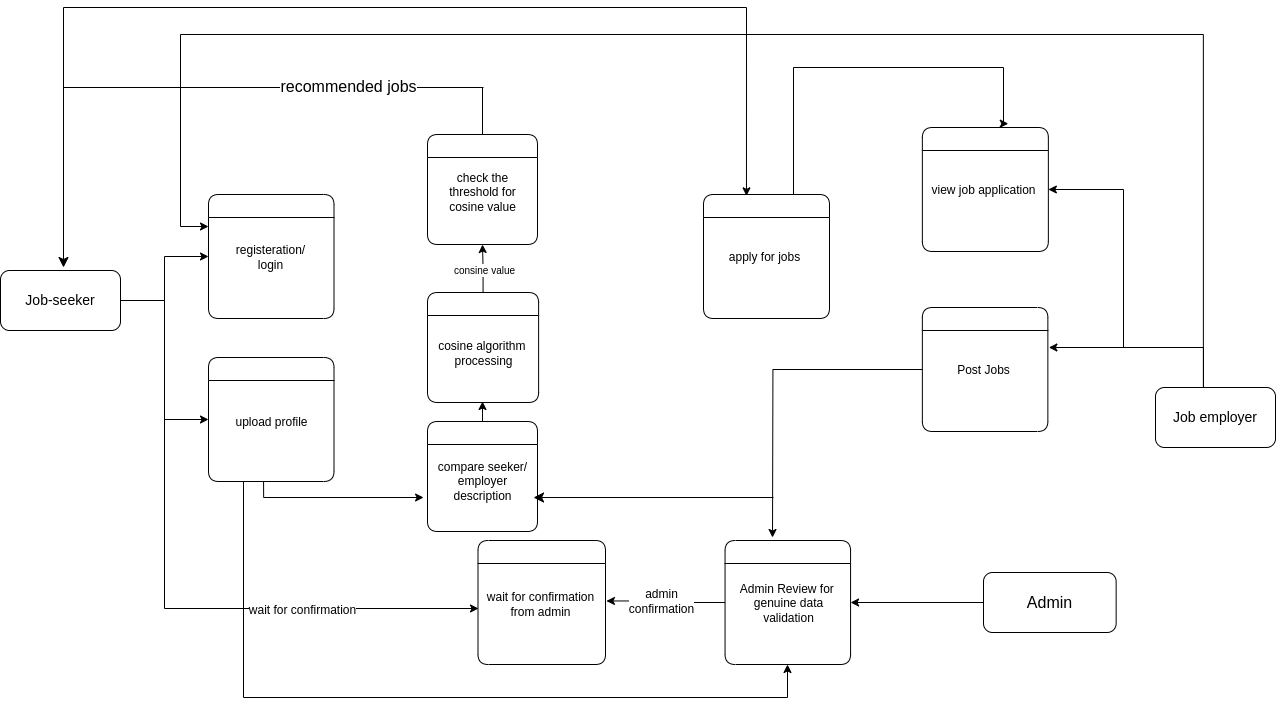 recommended jobs
check the
threshold for
cosine value
view job application
registeration/
login
apply for jobs
consine value
Job-seeker
cosine algorithm
processing
Post Jobs
upload profile
Job employer
compare seeker/
employer
description
wait for confirmation
wait for confirmation
from admin
admin
confirmation
Admin Review for
genuine data
validation
Admin